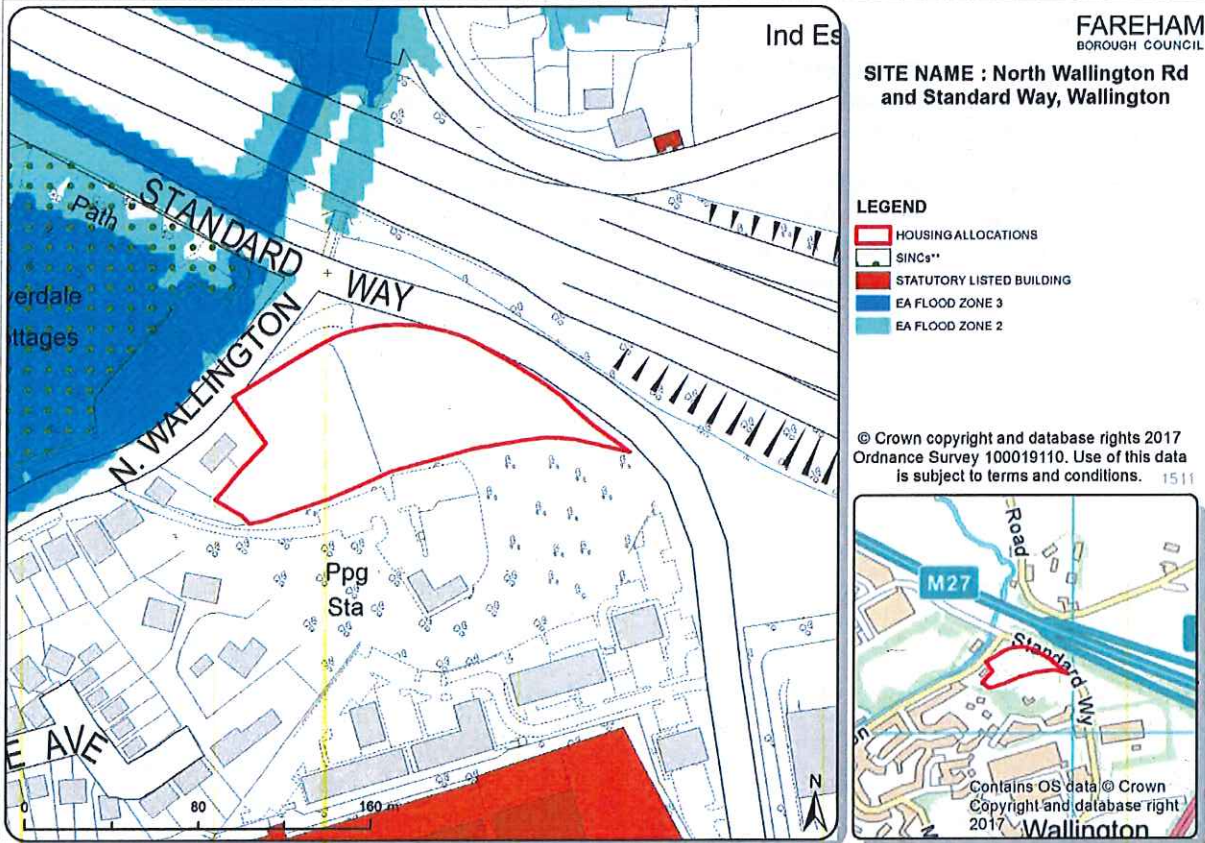 Ind Es
STANDARD
WAY
Path
verdale
ottages
N. WALLINGTON
Ppg
Sta
E AVE
0 80 160 m
N
FAREHAM
BOROUGH COUNCIL
SITE NAME : North Wallington Rd
and Standard Way, Wallington
LEGEND
HOUSING ALLOCATIONS
SINCs**
STATUTORY LISTED BUILDING
EA FLOOD ZONE 3
EA FLOOD ZONE 2
© Crown copyright and database rights 2017
Ordnance Survey 100019110. Use of this data
is subject to terms and conditions. 1511
Road
M27
Standard Wy
Contains OS data © Crown
Copyright and database right
2017
Wallington